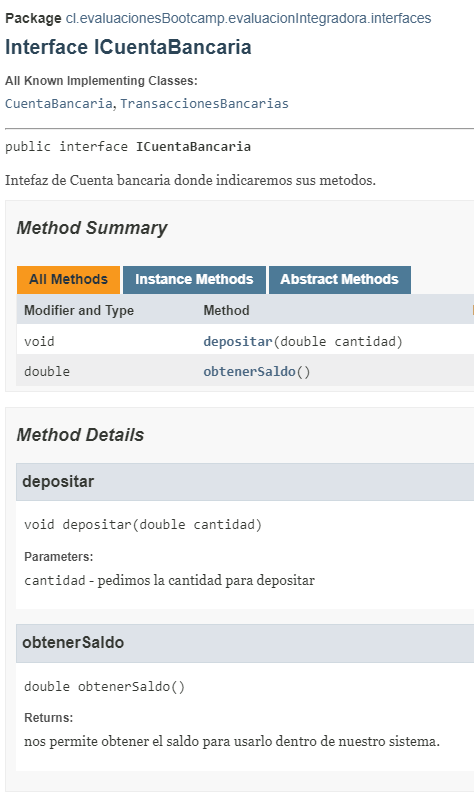 Package cl.evaluacionesBootcamp.evaluacionIntegradora.interfaces
Interface ICuentaBancaria
All Known Implementing Classes:
CuentaBancaria, TransaccionesBancarias
public interface ICuentaBancaria
Intefaz de Cuenta bancaria donde indicaremos sus metodos.
Method Summary
All Methods Instance Methods Abstract Methods
Modifier and Type Method
void depositar(double cantidad)
double obtenerSaldo()
Method Details
depositar
void depositar(double cantidad)
Parameters:
cantidad - pedimos la cantidad para depositar
obtenerSaldo
double obtenerSaldo()
Returns:
nos permite obtener el saldo para usarlo dentro de nuestro sistema.